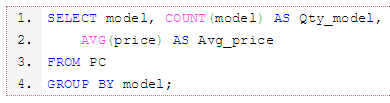 1. SELECT model, COUNT(model) AS Qty_model,
2. AVG(price) AS Avg_price
3. FROM PC
4. GROUP BY model;